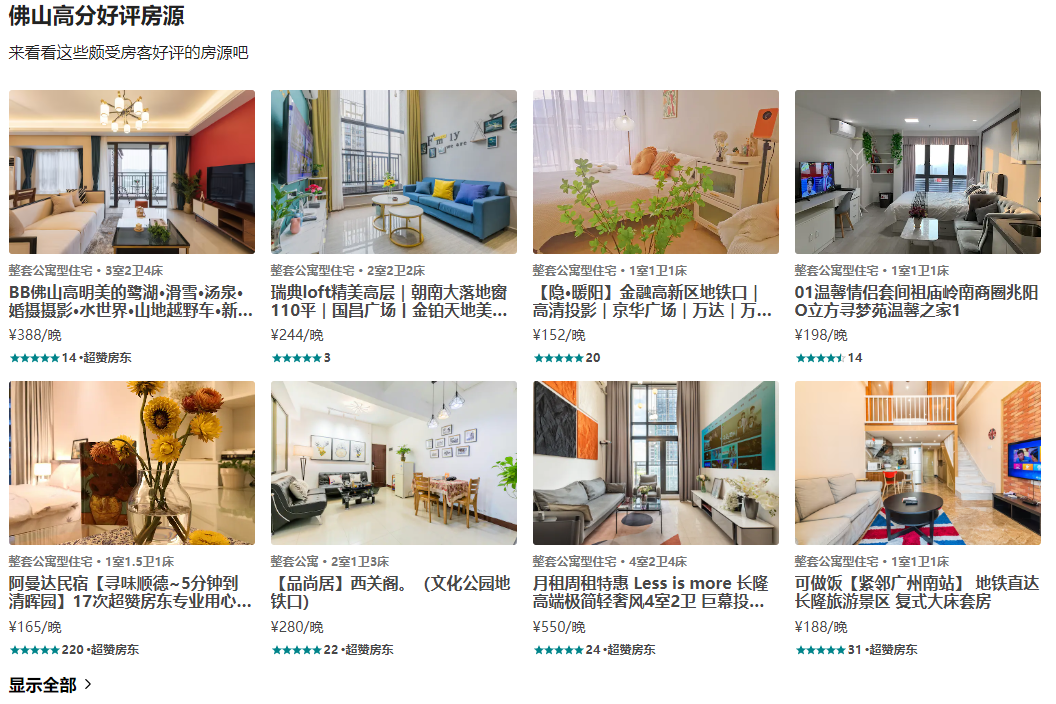 佛山高分好评房源
来看看这些颇受房客好评的房源吧
整套公寓型住宅・3室2卫4床
BB佛山高明美的鹭湖•滑雪•汤泉•
婚摄摄影•水世界•山地越野车•新...
¥388/晚
14 •超赞房东
整套公寓型住宅・2室2卫2床
瑞典loft精美高层｜朝南大落地窗
110平｜国昌广场丨金铂天地美...
¥244/晚
3
整套公寓型住宅・1室1卫1床
【隐•暖阳】金融高新区地铁口｜
高清投影｜京华广场｜万达｜万...
¥152/晚
20
整套公寓型住宅・1室1卫1床
01温馨情侣套间祖庙岭南商圈兆阳
O立方寻梦苑温馨之家1
¥198/晚
14
整套公寓型住宅・1室1.5卫1床
阿曼达民宿【寻味顺德~5分钟到
清晖园】17次超赞房东专业用心...
¥165/晚
220 •超赞房东
整套公寓・2室1卫3床
【品尚居】西关阁。（文化公园地
铁口）
¥280/晚
22 •超赞房东
整套公寓型住宅・4室2卫4床
月租周租特惠 Less is more 长隆
高端极简轻奢风4室2卫 巨幕投...
¥550/晚
24 •超赞房东
整套公寓型住宅・1室1卫1床
可做饭【紧邻广州南站】 地铁直达
长隆旅游景区 复式大床套房
¥188/晚
31 •超赞房东
显示全部